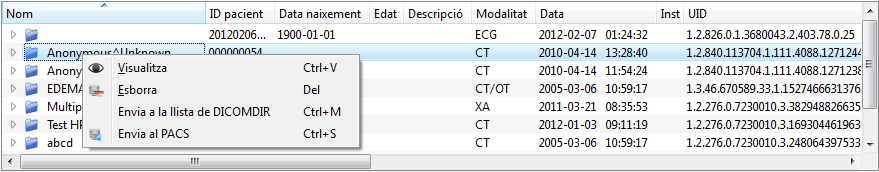 Nom ID pacient Data naixement Edat Descripció Modalitat Data Inst UID
20120206... 1900-01-01 ECG 2012-02-07 01:24:32 1.2.826.0.1.3680043.2.403.78.0.25
Anonymous^Unknown 000000054 CT 2010-04-14 13:28:40 1.2.840.113704.1.111.4088.1271244
Anony CT 2010-04-14 11:54:24 1.2.840.113704.1.111.4088.1271238
EDEMA CT/OT 2005-03-06 10:59:17 1.3.46.670589.33.1.1527466631376
Multip XA 2011-03-21 08:35:53 1.2.276.0.7230010.3.382948826635
Test HF CT 2012-01-03 09:11:19 1.2.276.0.7230010.3.169304461963
abcd CT 2005-03-06 10:59:17 1.2.276.0.7230010.3.248064397533
Visualitza Ctrl+V
Esborra Del
Envia a la llista de DICOMDIR Ctrl+M
Envia al PACS Ctrl+S